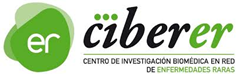 er ciberer
CENTRO DE INVESTIGACIÓN BIOMÉDICA EN RED
DE ENFERMEDADES RARAS